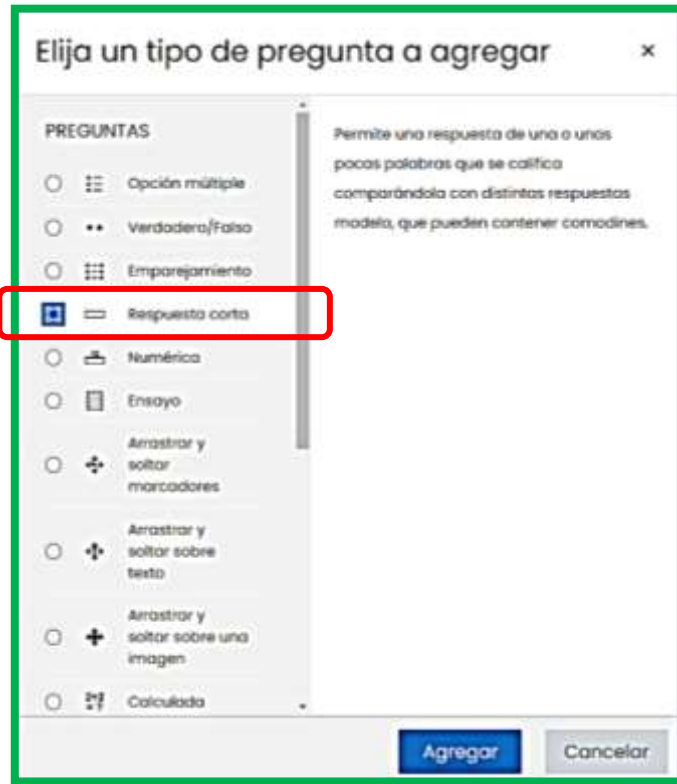 Elija un tipo de pregunta a agregar ×
PREGUNTAS
Opción múltiple
Verdadero/Falso
Emparejamiento
Respuesta corta
Numérica
Ensayo
Arrastrar y
soltar
marcadores
Arrastrar y
soltar sobre
texto
Arrastrar y
soltar sobre una
imagen
Calculada
Permite una respuesta de una o unas
pocas palabras que se califica
comparándola con distintas respuestas
modelo, que pueden contener comodines.
Agregar
Cancelar